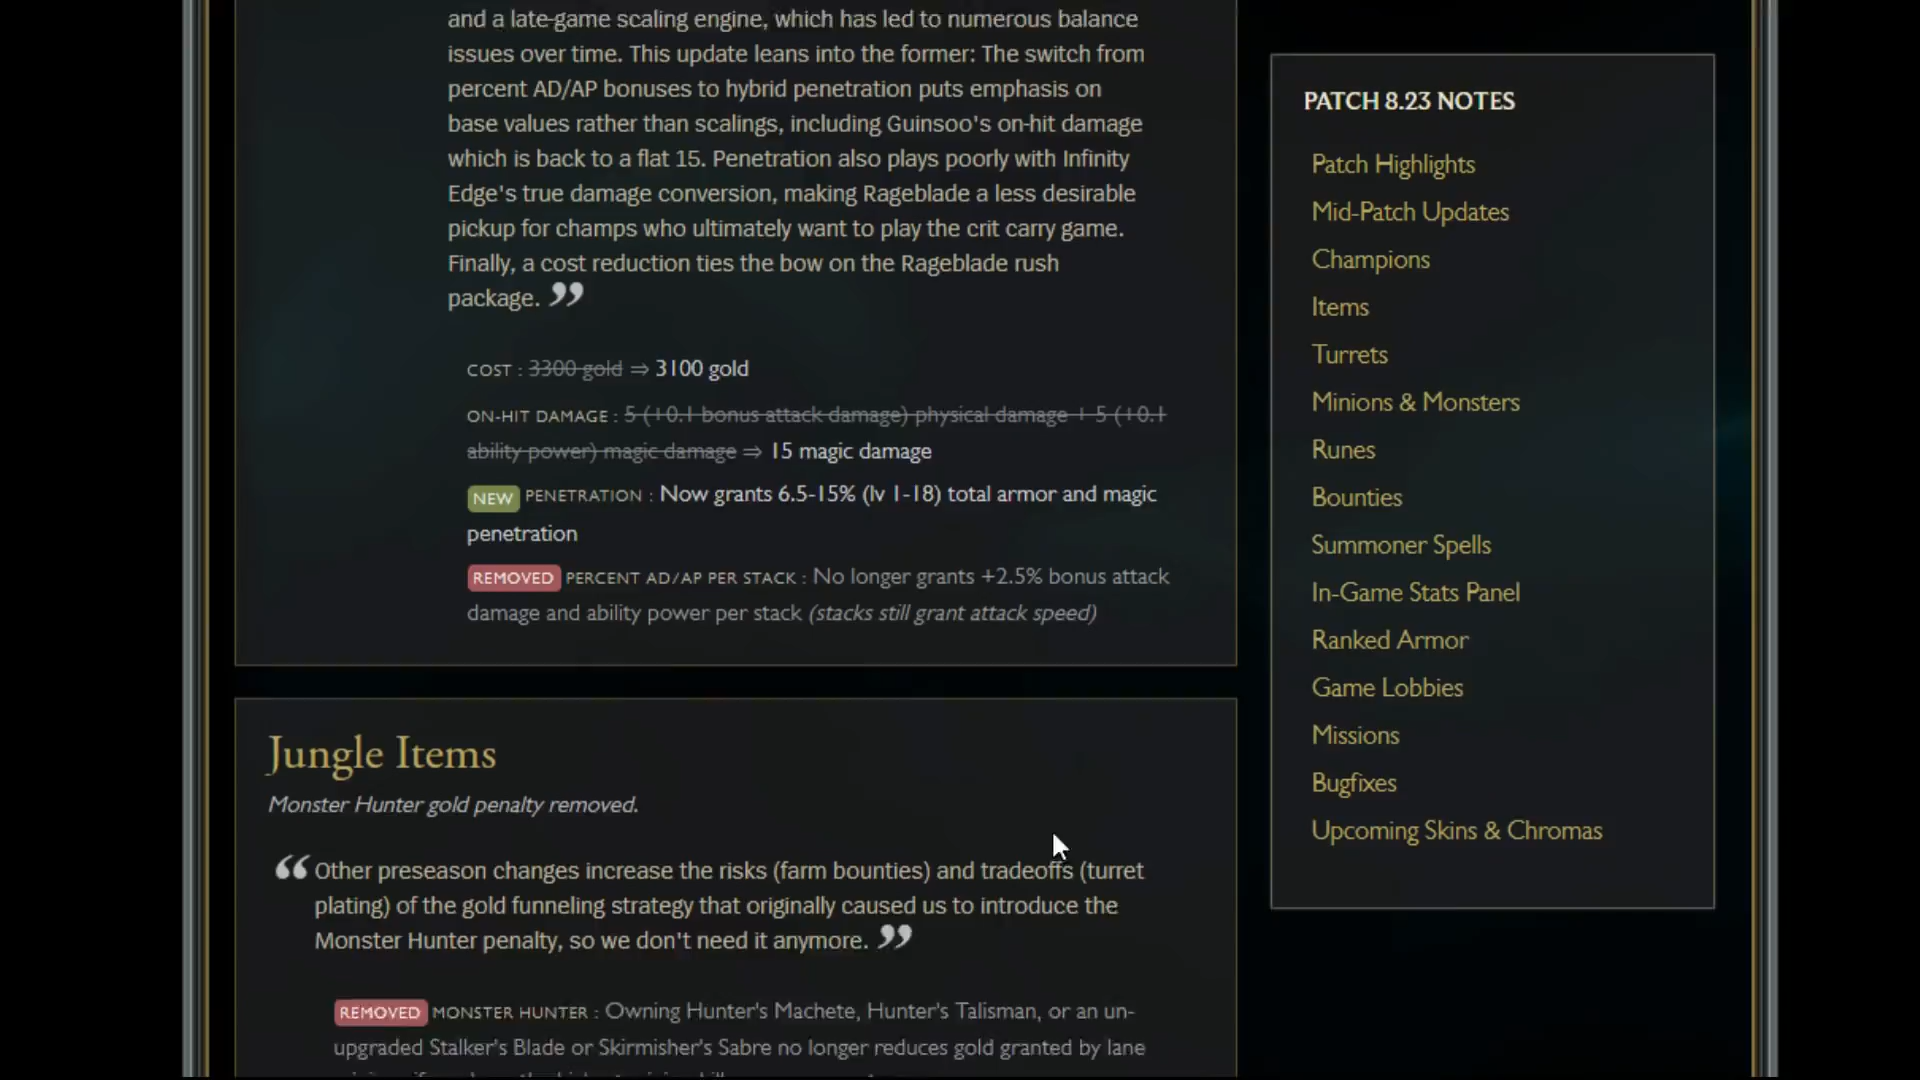 and a late-game scaling engine, which has led to numerous balance
issues over time. This update leans into the former: The switch from
percent AD/AP bonuses to hybrid penetration puts emphasis on
base values rather than scalings, including Guinsoo's on-hit damage
which is back to a flat 15. Penetration also plays poorly with Infinity
Edge's true damage conversion, making Rageblade a less desirable
pickup for champs who ultimately want to play the crit carry game.
Finally, a cost reduction ties the bow on the Rageblade rush
package. ”
COST : 3300 gold ⇒ 3100 gold
ON-HIT DAMAGE : 5 (+0.1 bonus attack damage) physical damage + 5 (+0.1
ability power) magic damage ⇒ 15 magic damage
NEW PENETRATION : Now grants 6.5-15% (lv 1-18) total armor and magic
penetration
REMOVED PERCENT AD/AP PER STACK : No longer grants +2.5% bonus attack
damage and ability power per stack (stacks still grant attack speed)
Jungle Items
Monster Hunter gold penalty removed.
“ Other preseason changes increase the risks (farm bounties) and tradeoffs (turret
plating) of the gold funneling strategy that originally caused us to introduce the
Monster Hunter penalty, so we don't need it anymore. ”
REMOVED MONSTER HUNTER : Owning Hunter's Machete, Hunter's Talisman, or an un-
upgraded Stalker's Blade or Skirmisher's Sabre no longer reduces gold granted by lane
PATCH 8.23 NOTES
Patch Highlights
Mid-Patch Updates
Champions
Items
Turrets
Minions & Monsters
Runes
Bounties
Summoner Spells
In-Game Stats Panel
Ranked Armor
Game Lobbies
Missions
Bugfixes
Upcoming Skins & Chromas